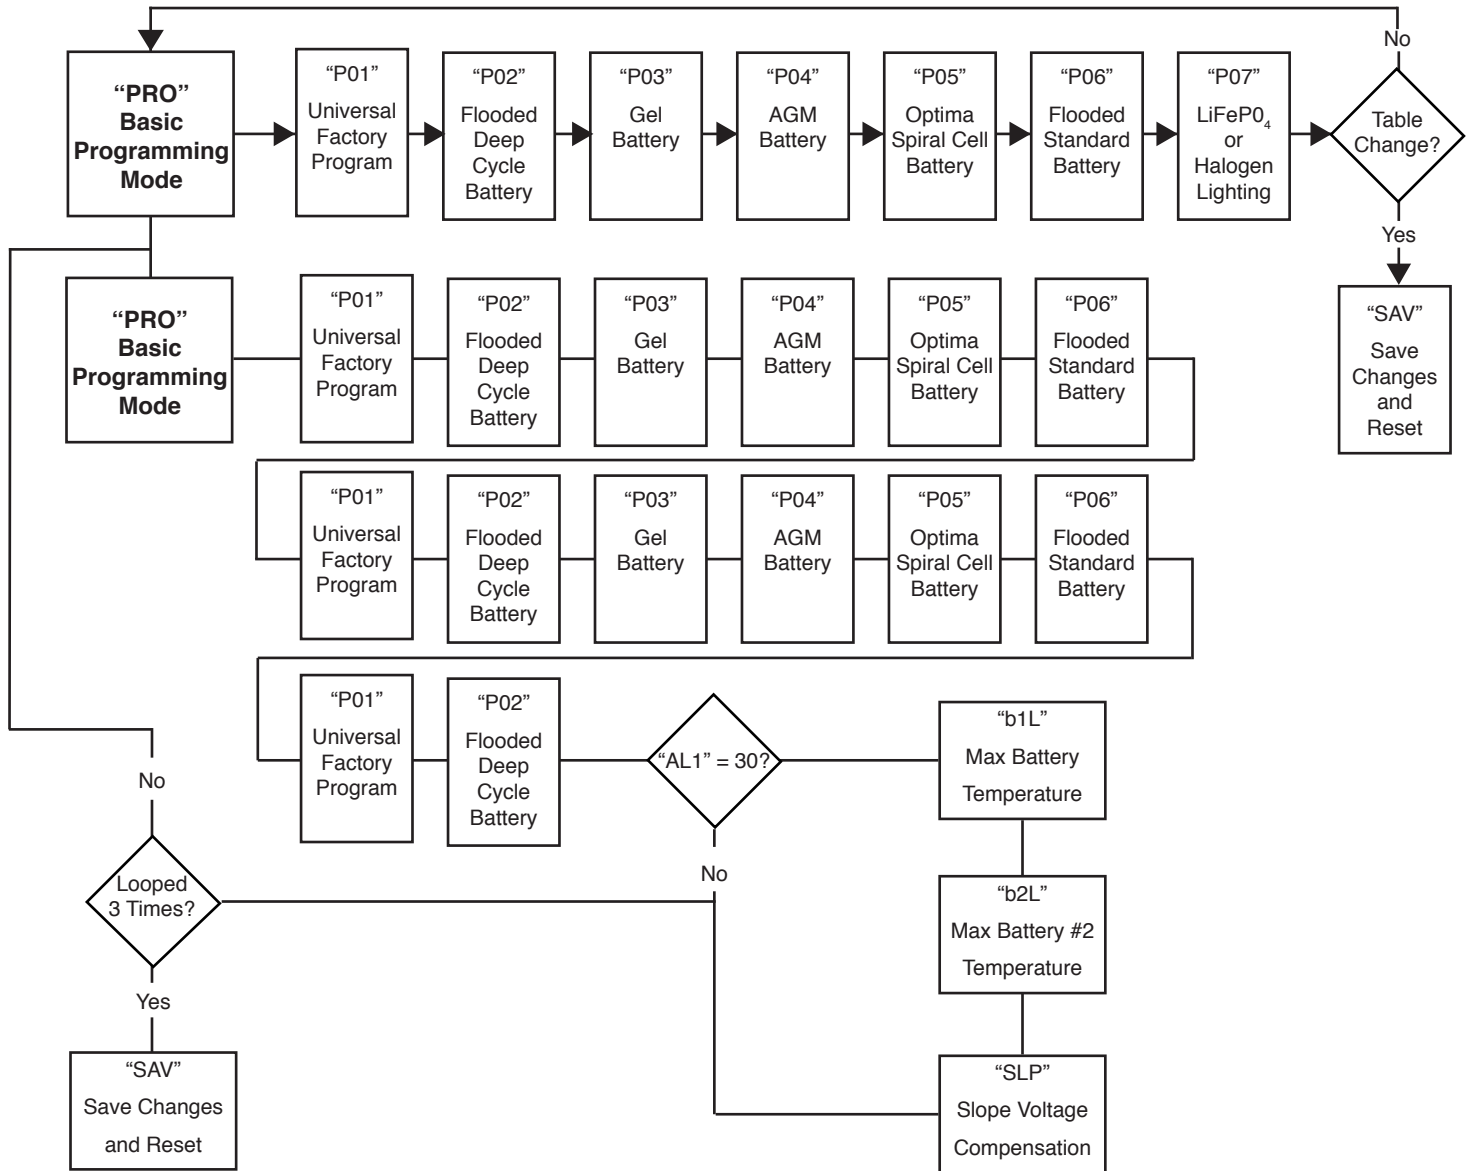 “PRO”
Basic
Programming
Mode
“P01”
Universal
Factory
Program
“P02”
Flooded
Deep
Cycle
Battery
“P03”
Gel
Battery
“P04”
AGM
Battery
“P05”
Optima
Spiral Cell
Battery
“P06”
Flooded
Standard
Battery
“P07”
LiFeP0₄
or
Halogen
Lighting
No
Table
Change?
Yes
“SAV”
Save
Changes
and
Reset
“PRO”
Basic
Programming
Mode
“P01”
Universal
Factory
Program
“P02”
Flooded
Deep
Cycle
Battery
“P03”
Gel
Battery
“P04”
AGM
Battery
“P05”
Optima
Spiral Cell
Battery
“P06”
Flooded
Standard
Battery
“P01”
Universal
Factory
Program
“P02”
Flooded
Deep
Cycle
Battery
“P03”
Gel
Battery
“P04”
AGM
Battery
“P05”
Optima
Spiral Cell
Battery
“P06”
Flooded
Standard
Battery
“P01”
Universal
Factory
Program
“P02”
Flooded
Deep
Cycle
Battery
“AL1” = 30?
No
“b1L”
Max Battery
Temperature
“b2L”
Max Battery #2
Temperature
“SLP”
Slope Voltage
Compensation
No
Looped
3 Times?
Yes
“SAV”
Save Changes
and Reset